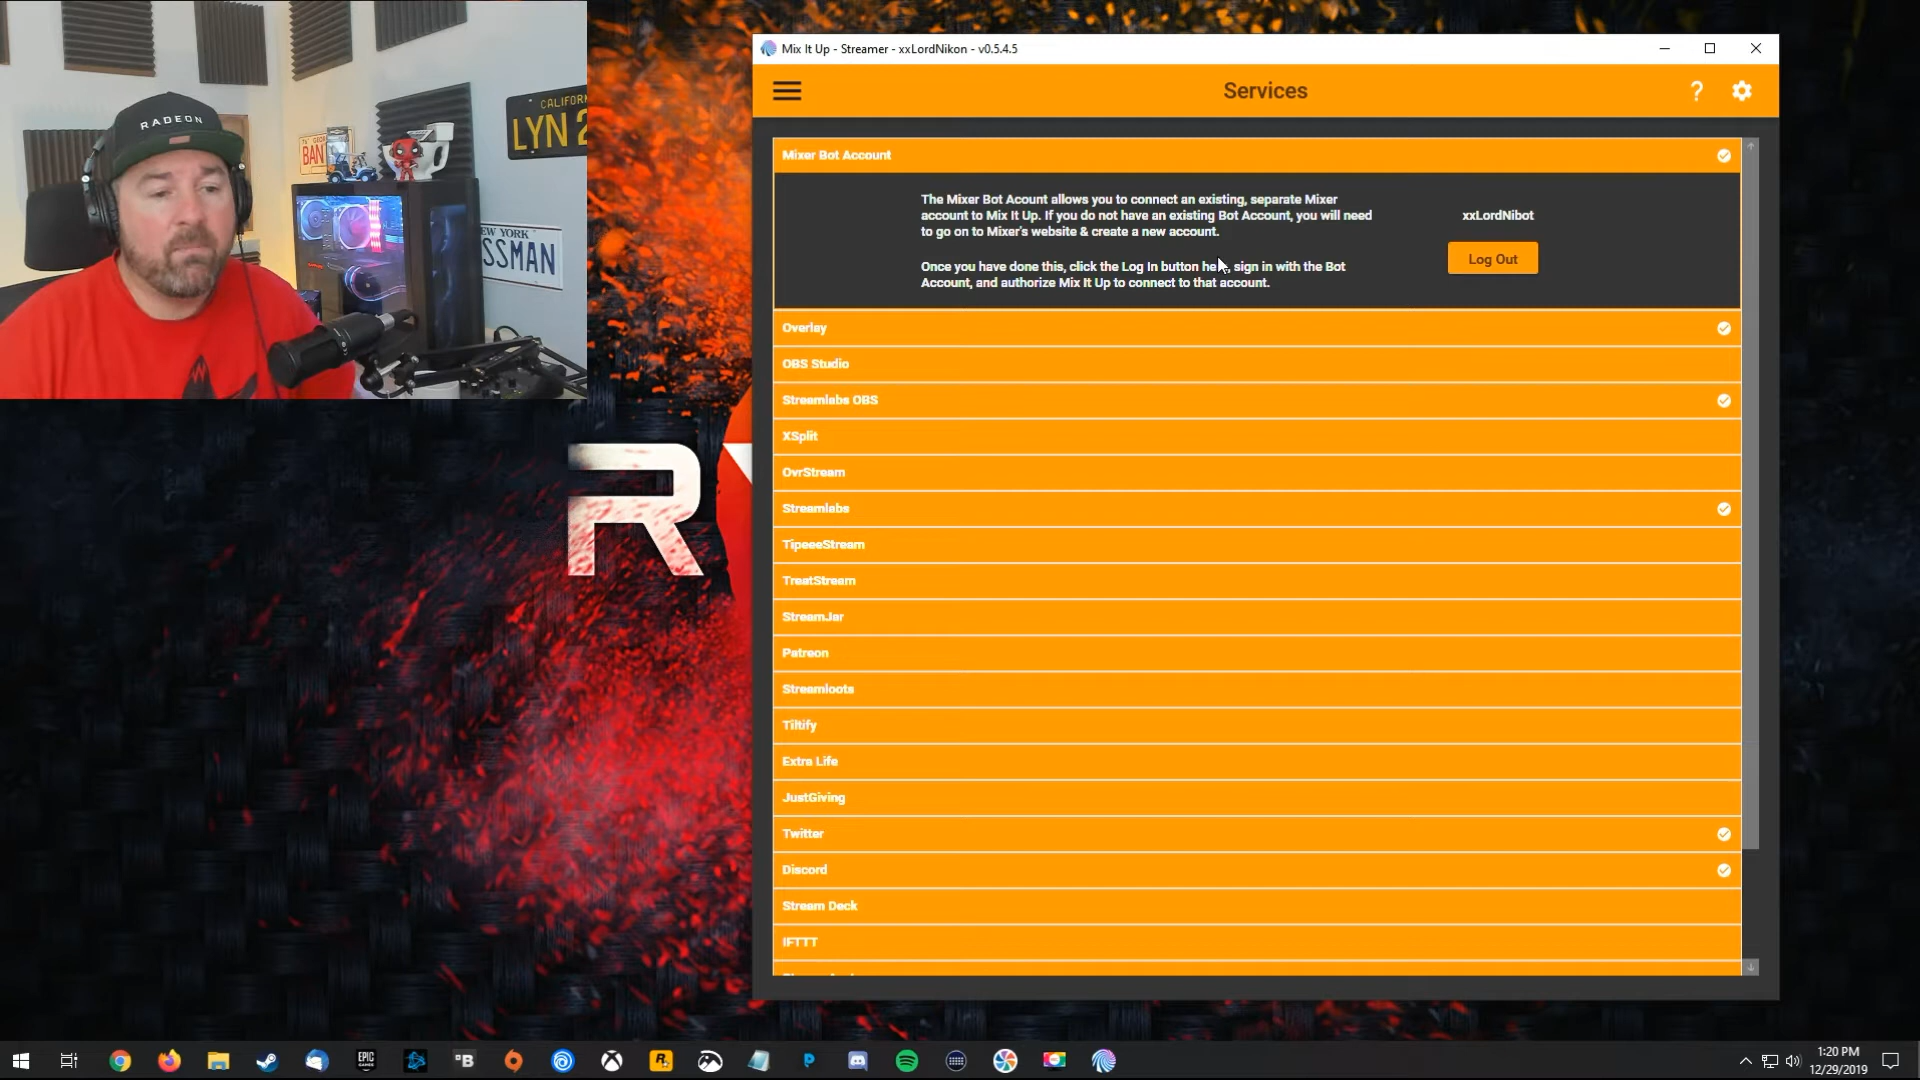 RADEON
CALIFOR
LYN 2
BAN
NEW YORK
SSMAN
R
Mix It Up - Streamer - xxLordNikon - v0.5.4.5
Services
?
Mixer Bot Account
The Mixer Bot Acount allows you to connect an existing, separate Mixer
account to Mix It Up. If you do not have an existing Bot Account, you will need
to go on to Mixer's website & create a new account.
Once you have done this, click the Log In button here, sign in with the Bot
Account, and authorize Mix It Up to connect to that account.
xxLordNibot
Log Out
Overlay
OBS Studio
Streamlabs OBS
XSplit
OvrStream
Streamlabs
TipeeeStream
TreatStream
StreamJar
Patreon
Streamloots
Tiltify
Extra Life
JustGiving
Twitter
Discord
Stream Deck
IFTTT
EPIC
GAMES
B
R
1:20 PM
12/29/2019